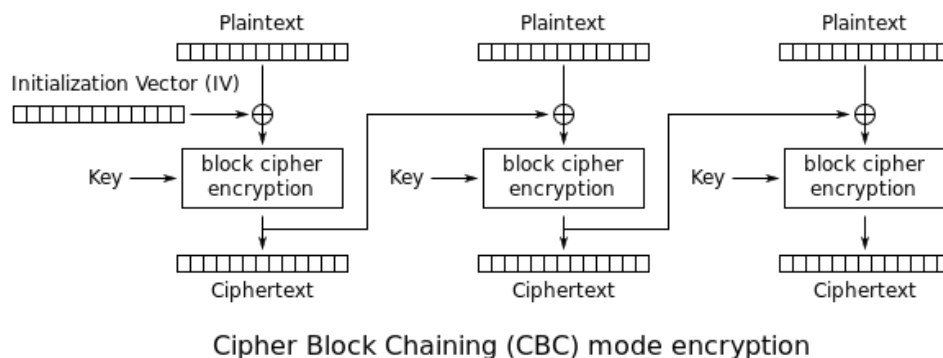 Plaintext
Plaintext
Plaintext
Initialization Vector (IV)
Key
block cipher
encryption
Key
block cipher
encryption
Key
block cipher
encryption
Ciphertext
Ciphertext
Ciphertext
Cipher Block Chaining (CBC) mode encryption